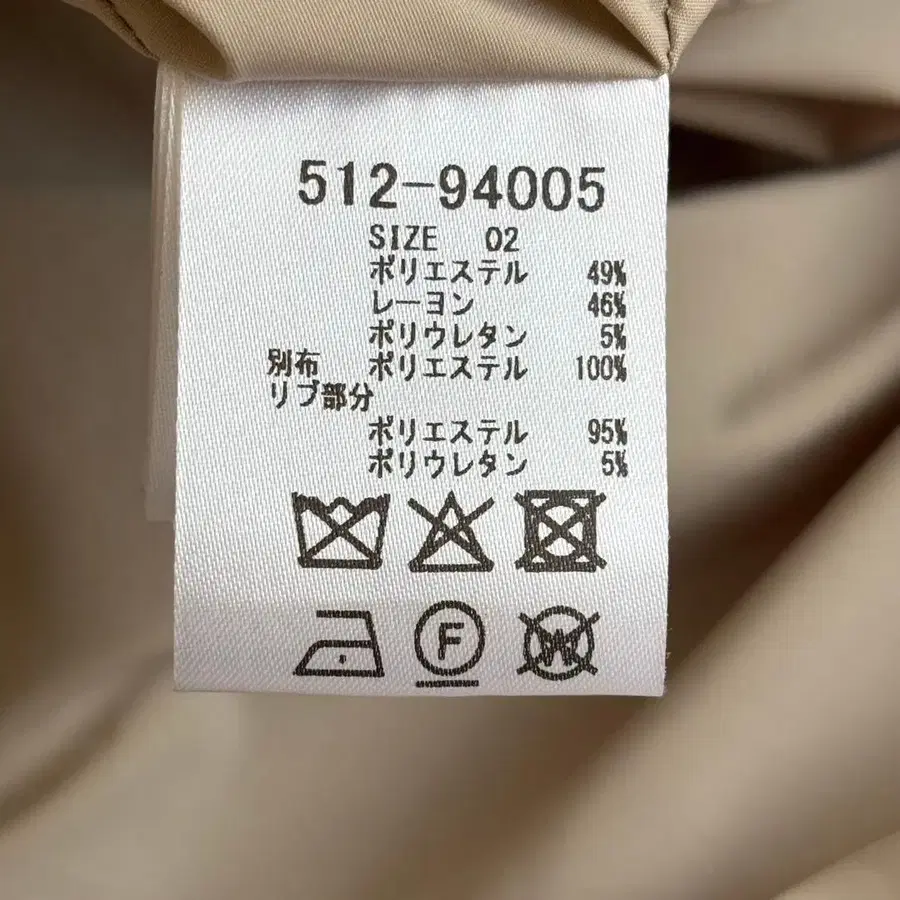 512-94005
SIZE 02
ポリエステル 49%
レーヨン 46%
ポリウレタン 5%
別布 ポリエステル 100%
リブ部分
ポリエステル 95%
ポリウレタン 5%
F
W